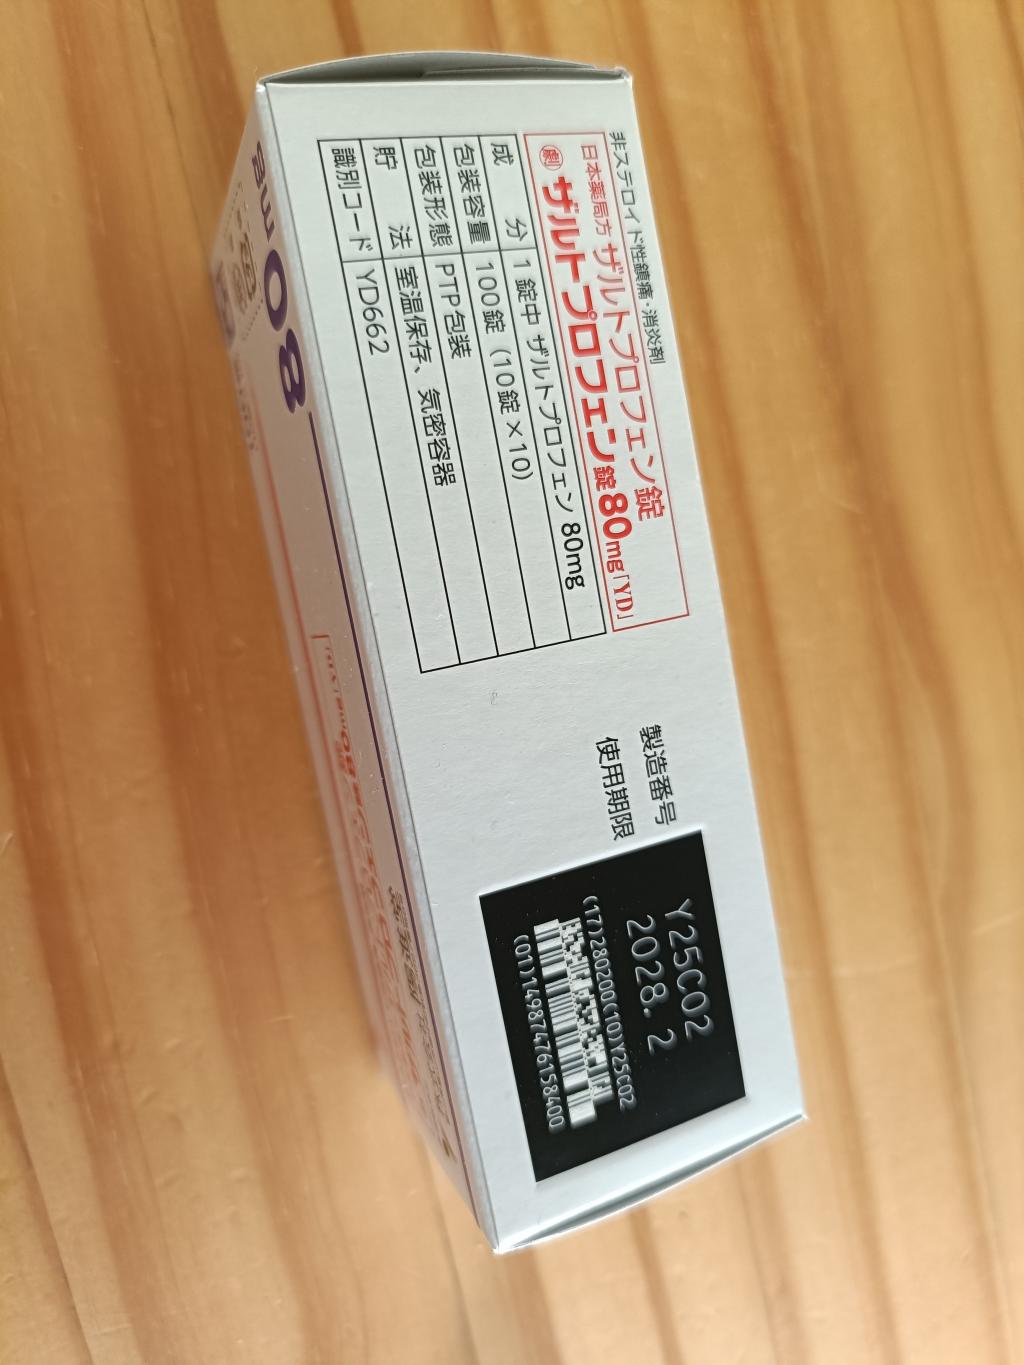 非ステロイド性鎮痛・消炎剤
日本薬局方 ザルトプロフェン錠
劇 ザルトプロフェン錠80mg「YD」
成 分 1錠中 ザルトプロフェン 80mg
包装容量 100錠（10錠×10）
包装形態 PTP包装
貯 法 室温保存、気密容器
識別コード YD662
製造番号 Y25C02
使用期限 2028. 2
(17)280200(10)Y25C02
(01)14987476158400
80mg